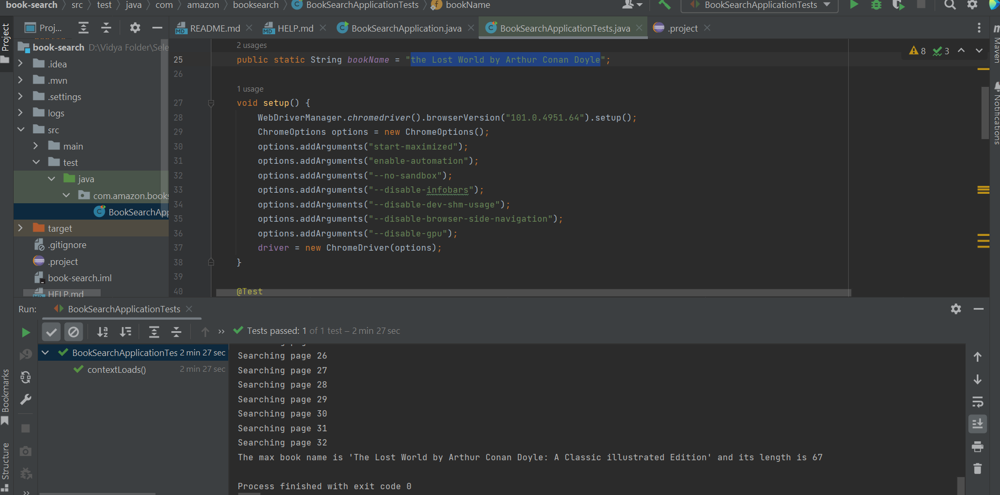 book-search src test java com amazon booksearch BookSearchApplicationTests bookName BookSearchApplicationTests
Project
Proj...
README.md HELP.md BookSearchApplication.java BookSearchApplicationTests.java .project
book-search D:\Vidya Folder\Sele
.idea
.mvn
.settings
logs
src
main
test
java
com.amazon.books
BookSearchApp
target
.gitignore
.project
book-search.iml
HELP.md
2 usages
8 3
25 public static String bookName = "the Lost World by Arthur Conan Doyle";
26
1 usage
27 void setup() {
28 WebDriverManager.chromedriver().browserVersion("101.0.4951.64").setup();
29 ChromeOptions options = new ChromeOptions();
30 options.addArguments("start-maximized");
31 options.addArguments("enable-automation");
32 options.addArguments("--no-sandbox");
33 options.addArguments("--disable-infobars");
34 options.addArguments("--disable-dev-shm-usage");
35 options.addArguments("--disable-browser-side-navigation");
36 options.addArguments("--disable-gpu");
37 driver = new ChromeDriver(options);
38 }
39
40 @Test
Maven
Notifications
Run: BookSearchApplicationTests
Tests passed: 1 of 1 test – 2 min 27 sec
BookSearchApplicationTes 2 min 27 sec
contextLoads() 2 min 27 sec
Searching page 26
Searching page 27
Searching page 28
Searching page 29
Searching page 30
Searching page 31
Searching page 32
The max book name is 'The Lost World by Arthur Conan Doyle: A Classic illustrated Edition' and its length is 67
Process finished with exit code 0
Bookmarks
Structure